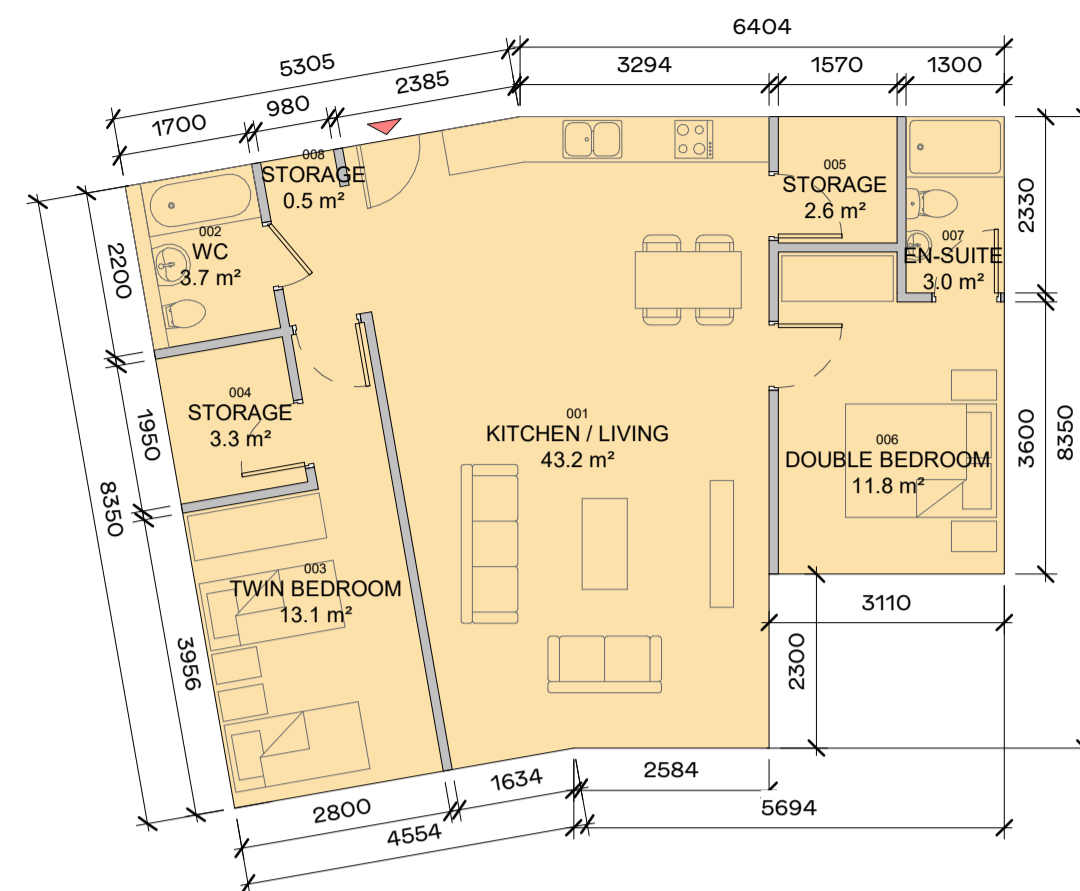 6404
5305
3294
1570
1300
2385
980
1700
008
STORAGE
0.5 m²
005
STORAGE
2.6 m²
2330
002
WC
3.7 m²
007
EN-SUITE
3.0 m²
2200
004
STORAGE
3.3 m²
1950
001
KITCHEN / LIVING
43.2 m²
006
DOUBLE BEDROOM
11.8 m²
3600
8350
8350
003
TWIN BEDROOM
13.1 m²
3110
3956
2300
1634
2584
2800
4554
5694